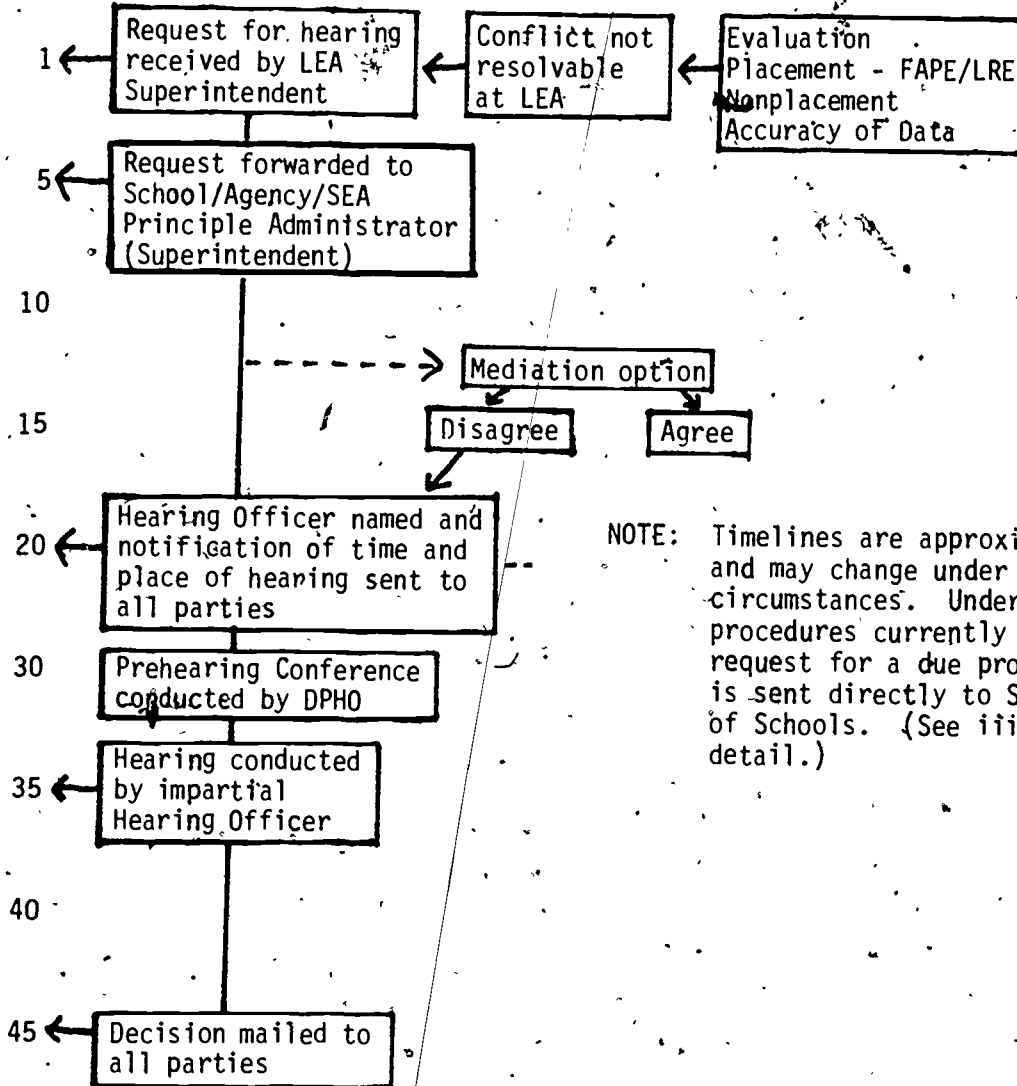 1
Request for hearing
received by LEA
Superintendent
Conflict not
resolvable
at LEA
Evaluation
Placement - FAPE/LRE
Nonplacement
Accuracy of Data
5
Request forwarded to
School/Agency/SEA
Principle Administrator
(Superintendent)
10
Mediation option
15
Disagree
Agree
20
Hearing Officer named and
notification of time and
place of hearing sent to
all parties
NOTE: Timelines are
and may change under
circumstances. Under
procedures currently
request for a due
is sent directly to
of Schools. (See
detail.)
30
Prehearing Conference
conducted by DPHO
35
Hearing conducted
by impartial
Hearing Officer
40
45
Decision mailed to
all parties